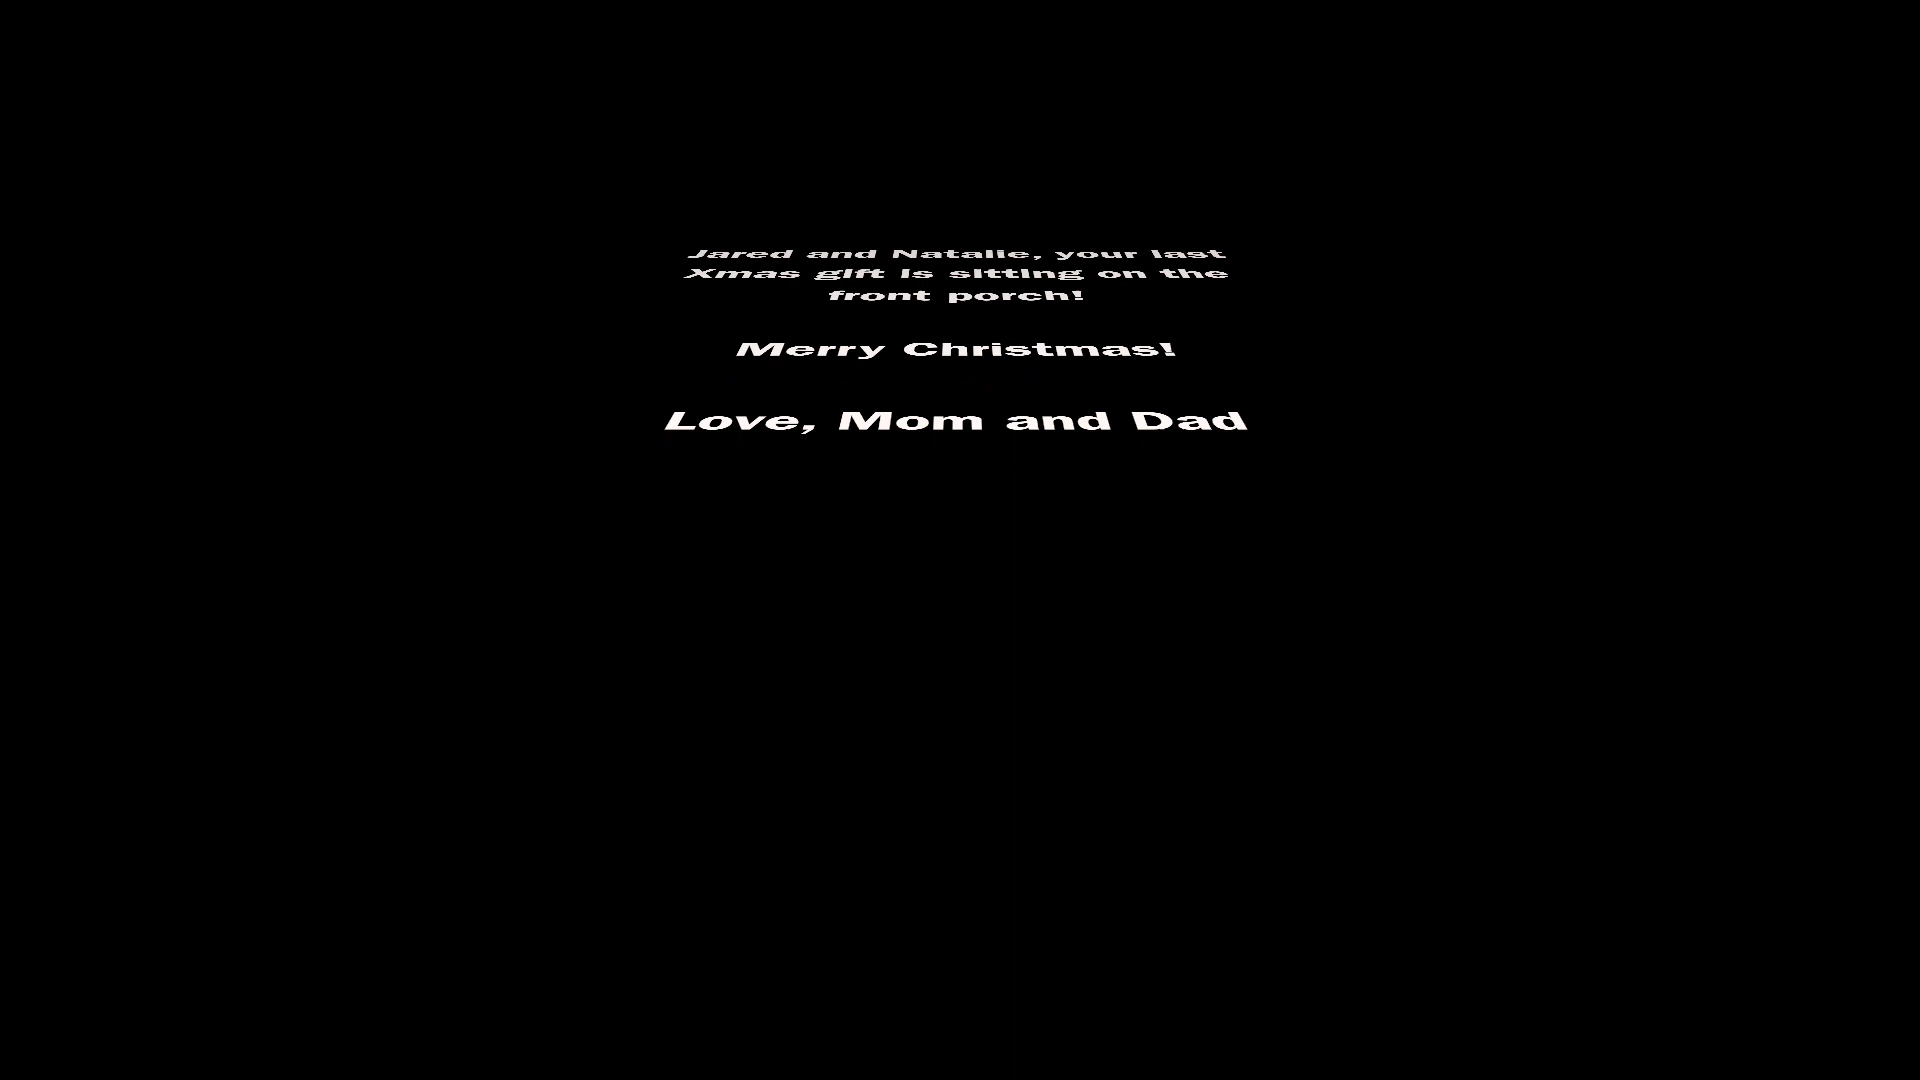 Jared and Natalie, your last
Xmas gift is sitting on the
front porch!
Merry Christmas!
Love, Mom and Dad